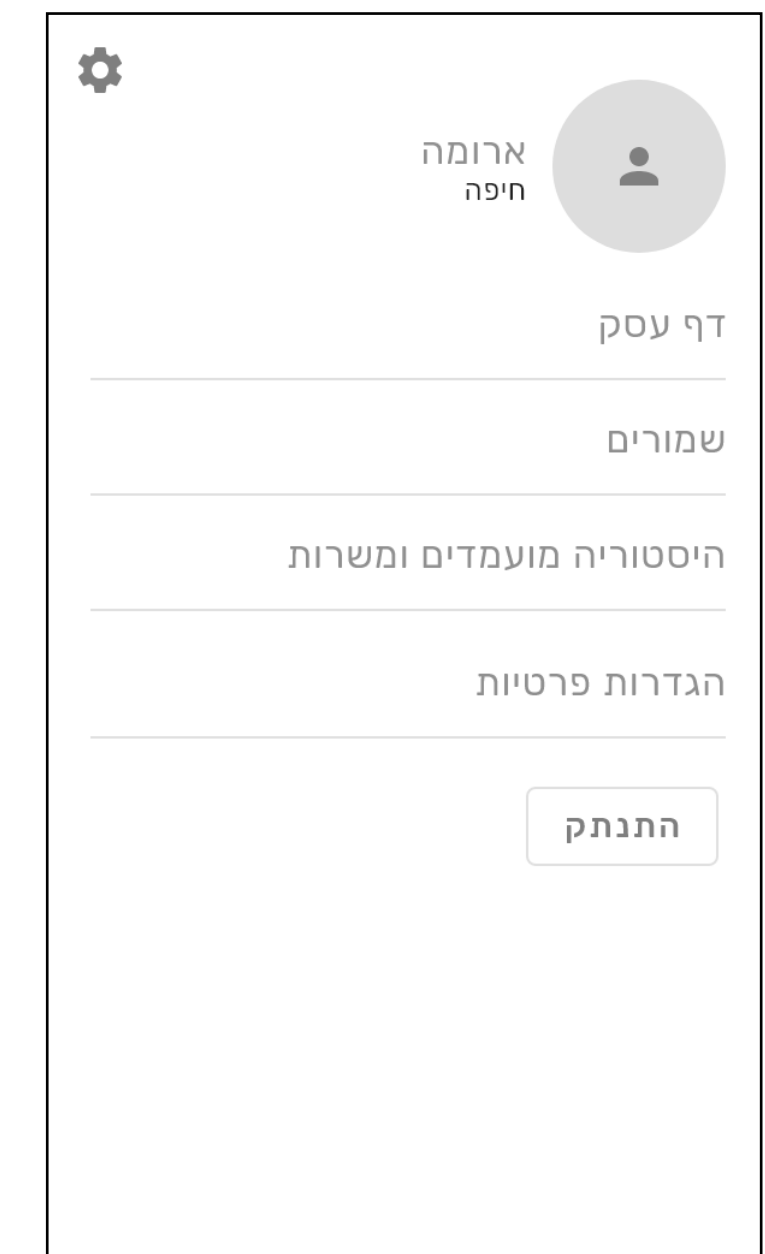 ארומה
חיפה
דף עסק
שמורים
היסטוריה מועמדים ומשרות
הגדרות פרטיות
התנתק